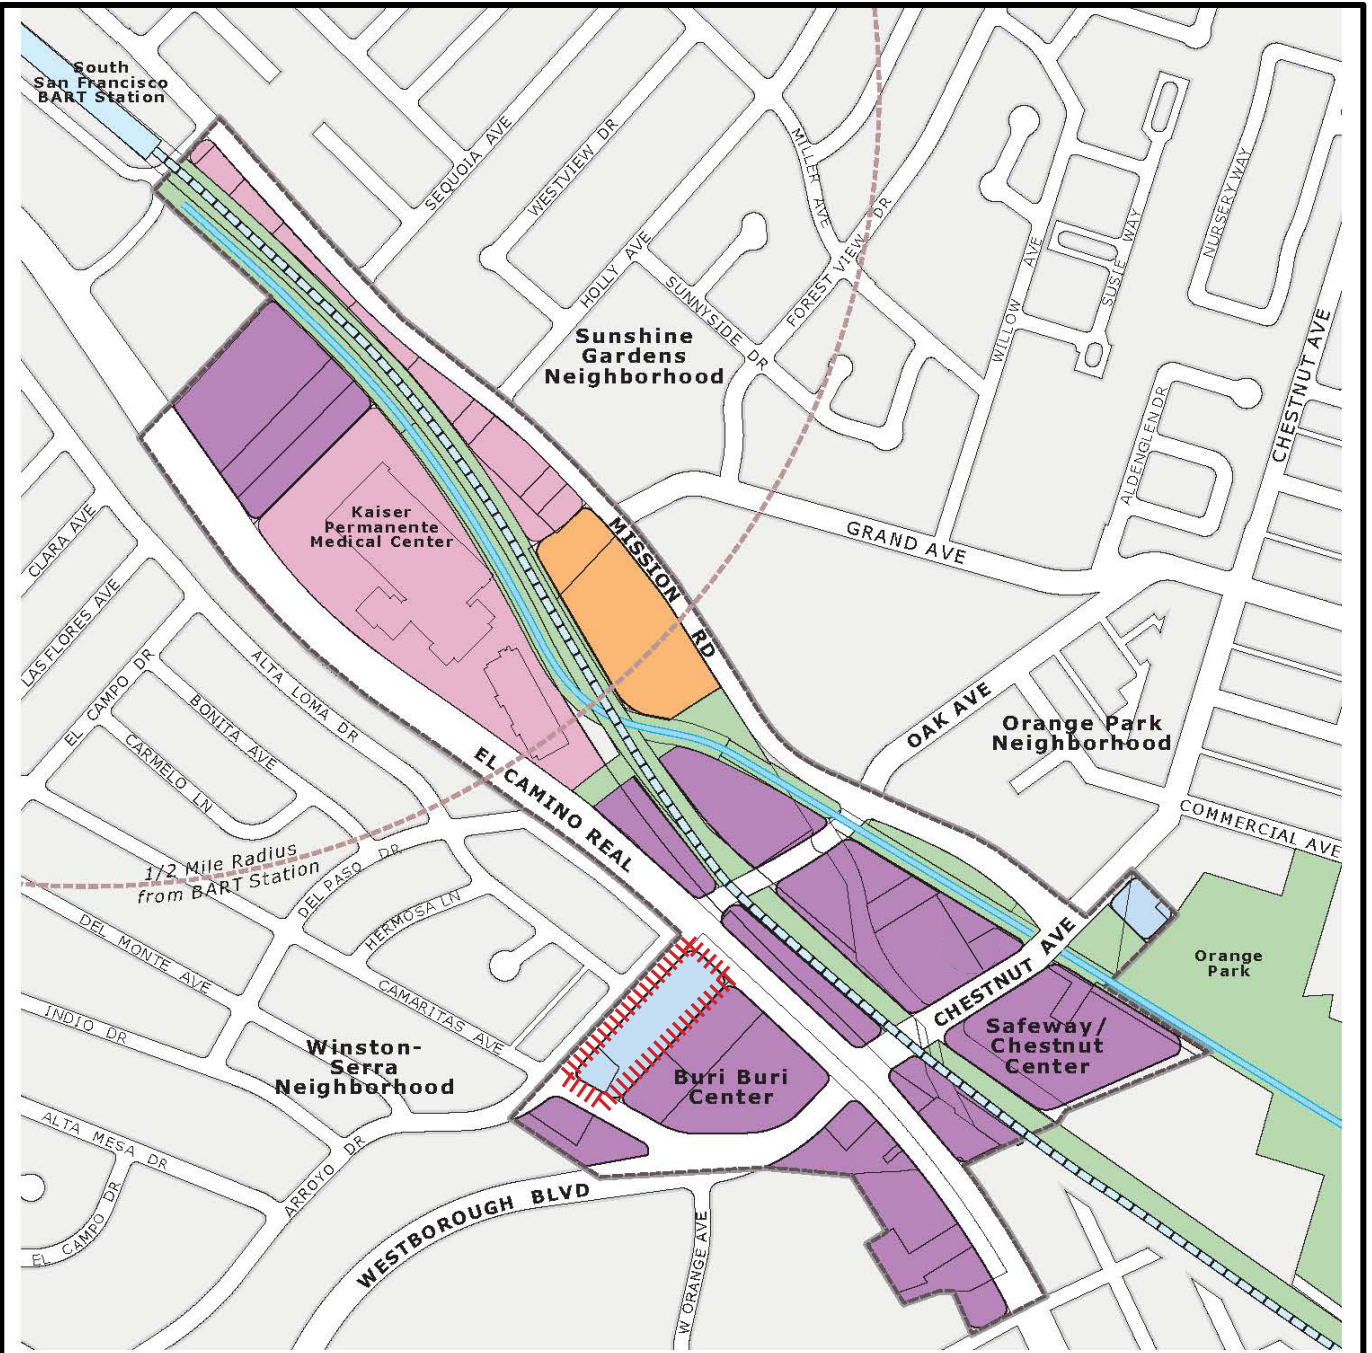 South
San Francisco
BART Station
SEQUOIA AVE
WESTVIEW DR
MILLER AVE
FOREST VIEW DR
HOLLY AVE
SUNNYSIDE DR
WILLOW AVE
SUSIE WAY
NURSERY WAY
CHESTNUT AVE
ALDENGLEN DR
Sunshine
Gardens
Neighborhood
GRAND AVE
MISSION RD
Kaiser
Permanente
Medical Center
CLARA AVE
LAS FLORES AVE
EL CAMPO DR
ALTA LOMA DR
BONITA AVE
CARMELO LN
OAK AVE
Orange Park
Neighborhood
COMMERCIAL AVE
EL CAMINO REAL
1/2 Mile Radius
from BART Station
DEL PASO DR
HERMOSA LN
DEL MONTE AVE
CAMARITAS AVE
INDIO DR
CHESTNUT AVE
Orange
Park
Safeway/
Chestnut
Center
Winston-
Serra
Neighborhood
Buri Buri
Center
ALTA MESA DR
ARROYO DR
EL CAMPO DR
WESTBOROUGH BLVD
W ORANGE AVE